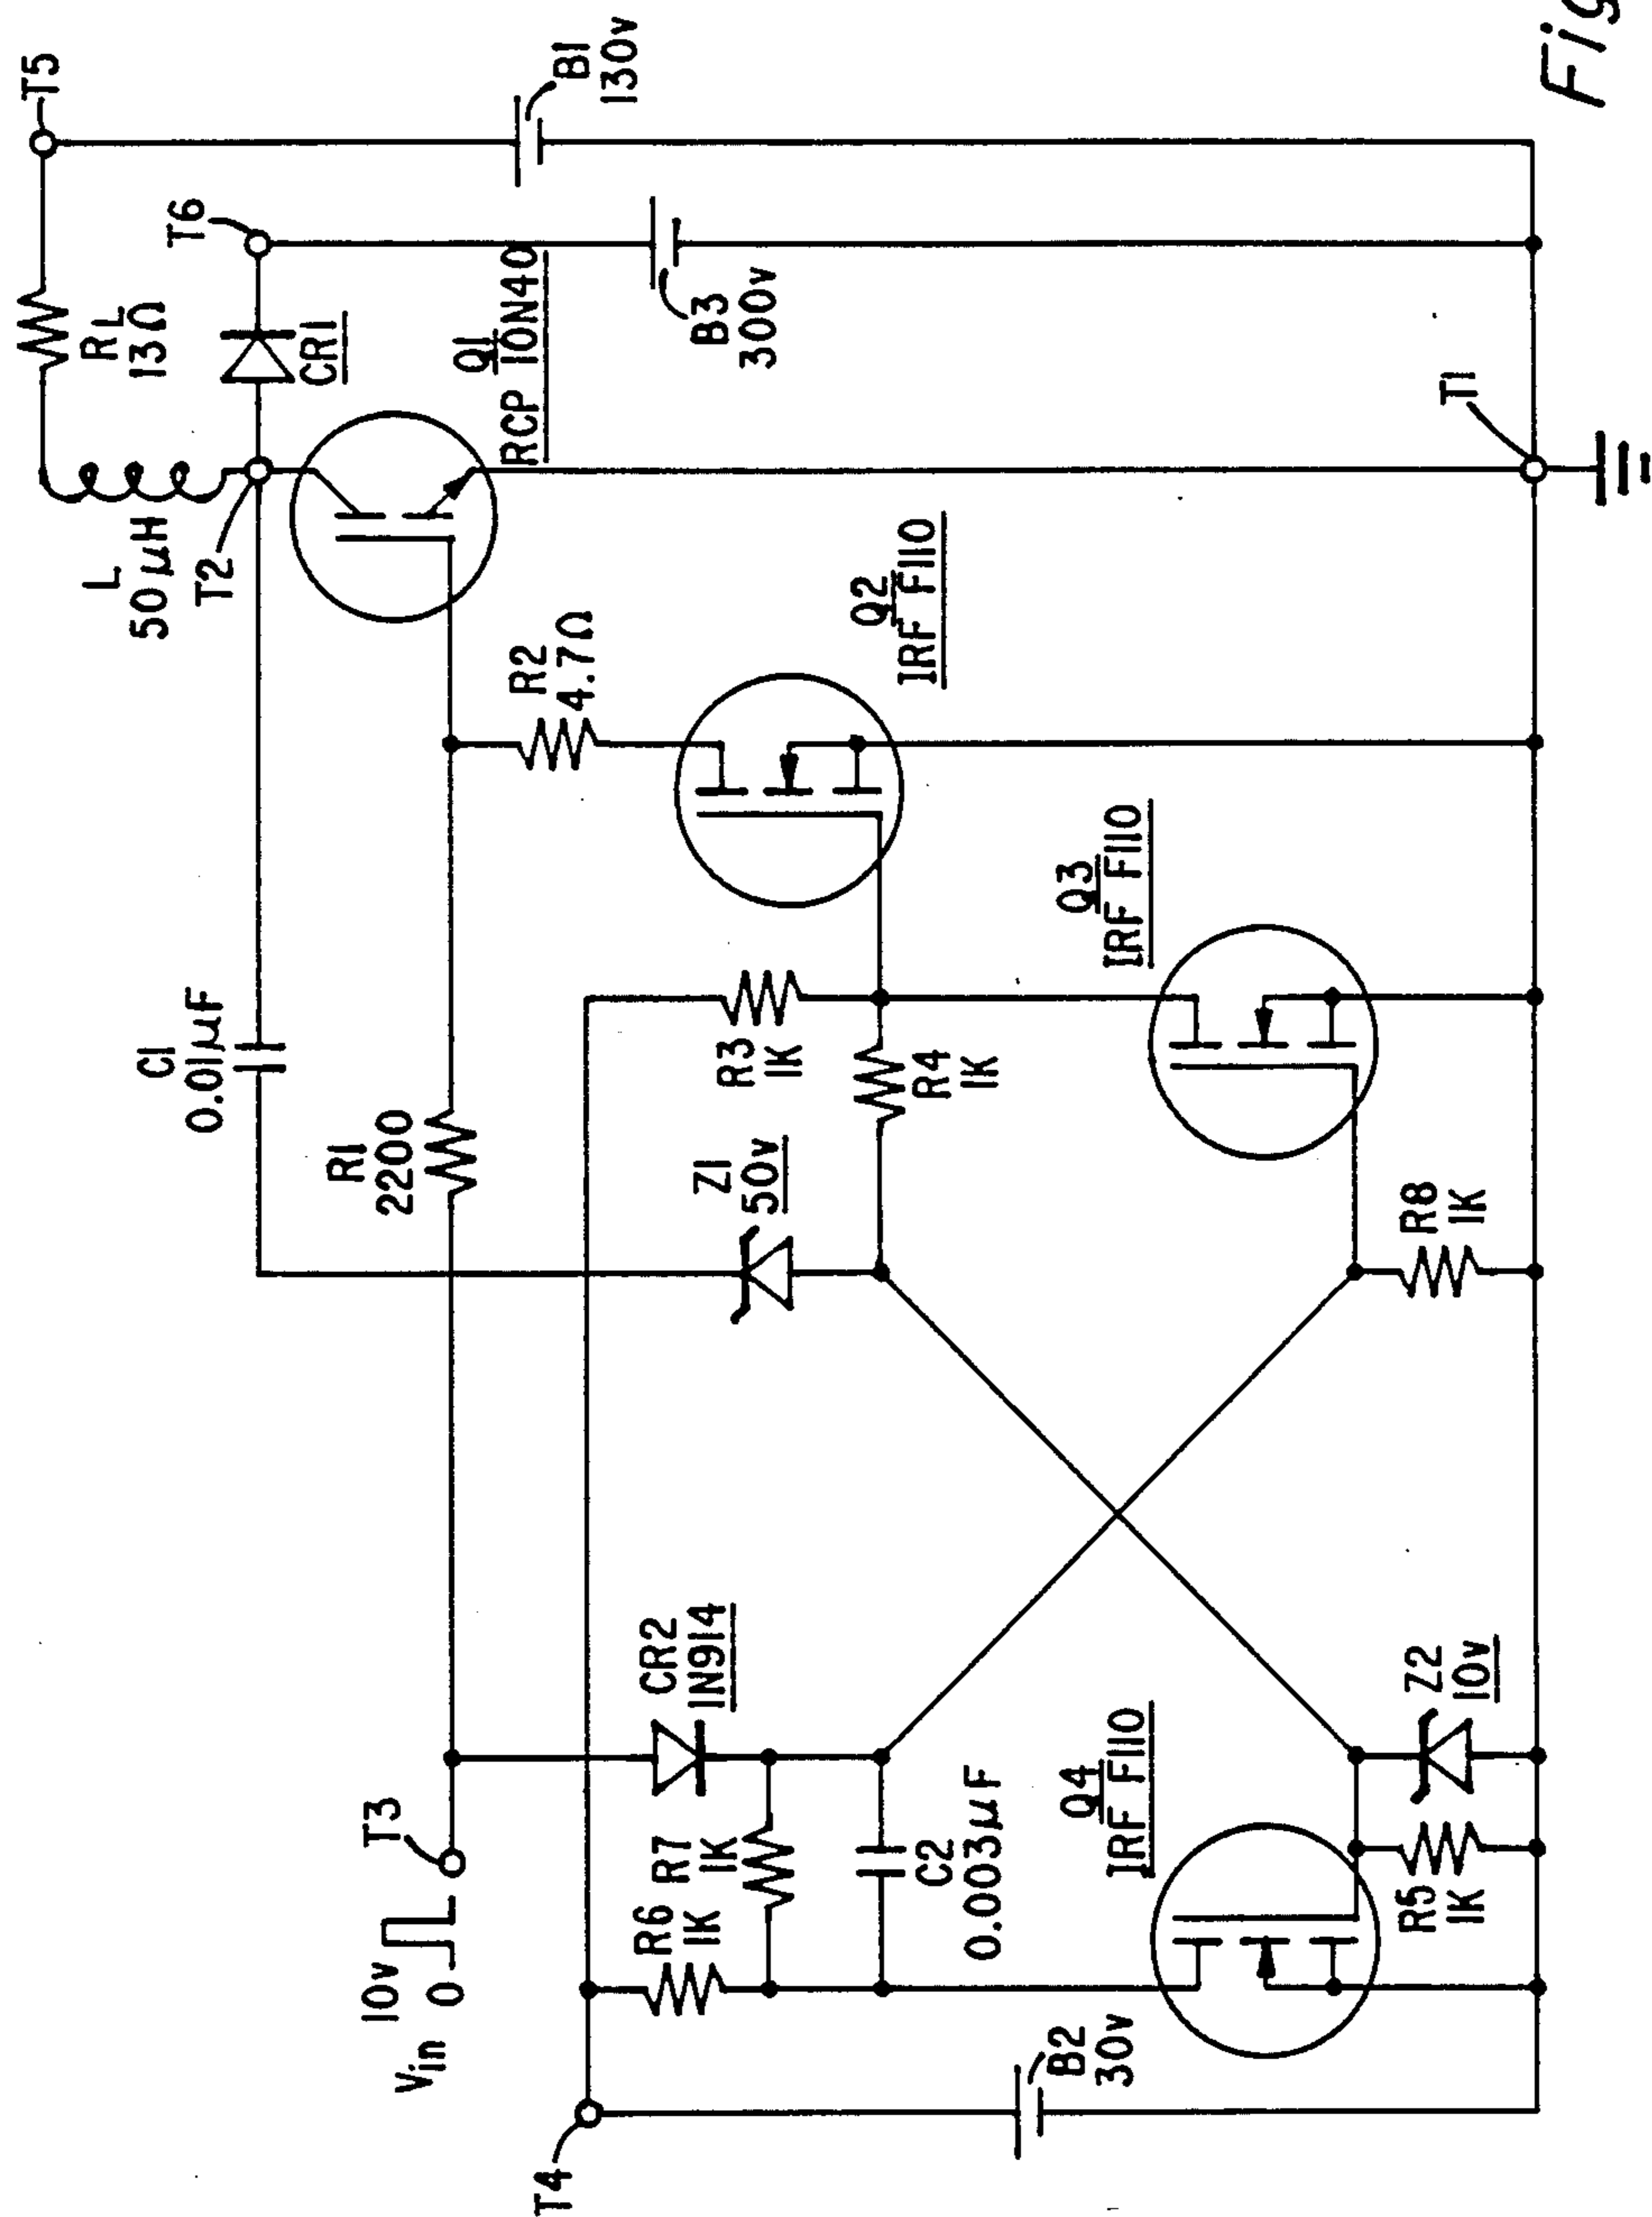 RL
13Ω
T5
L
50μH
C1
0.01μF
T2
T6
CR1
R1
2200
10v
Vin 0
T3
Q1
RCP 10N40
R2
4.7Ω
B1
130v
T4
R6
1K
R7
1K
CR2
1N914
Z1
50v
R3
1K
B3
300v
Q2
IRF F110
R4
1K
C2
0.003μF
B2
30v
Q4
IRF F110
Q3
IRF F110
R5
1K
Z2
10v
R8
1K
T1
Fig